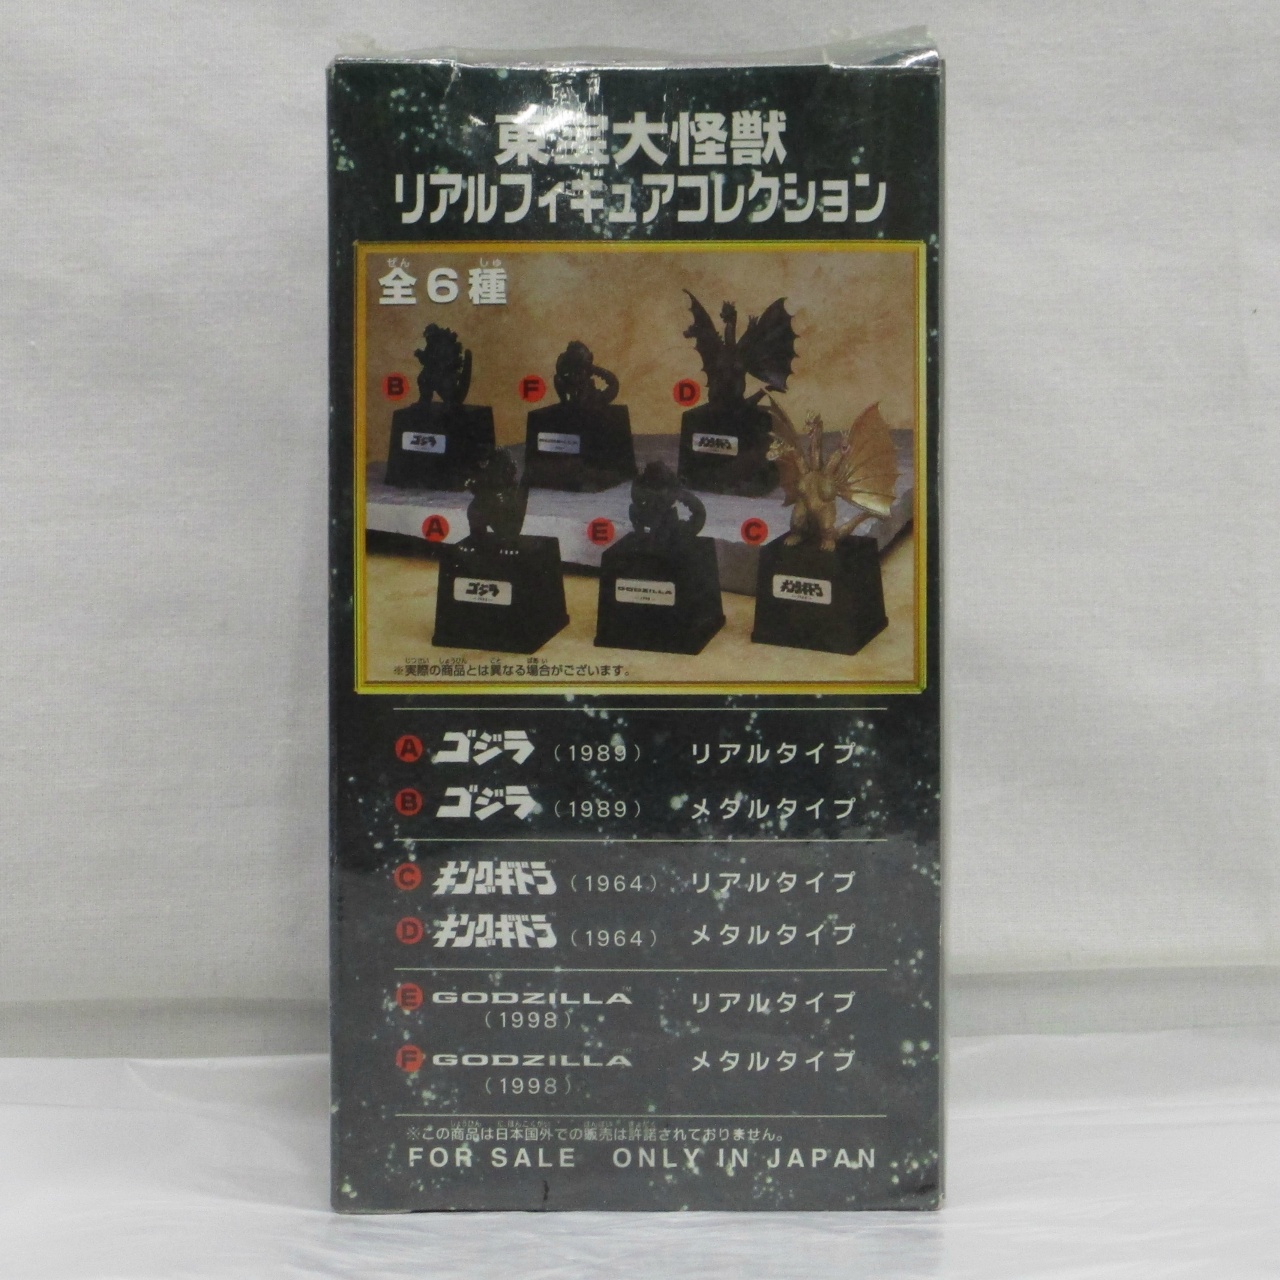 東宝大怪獣
リアルフィギュアコレクション
全6種
ぜん しゅ
B F D
ゴジラ
キングギドラ
A E C
ゴジラ
GODZILLA
キングギドラ
※実際の商品とは異なる場合がございます。
A ゴジラ (1989) リアルタイプ
B ゴジラ (1989) メタルタイプ
C キングギドラ (1964) リアルタイプ
D キングギドラ (1964) メタルタイプ
E GODZILLA™ リアルタイプ
(1998)
F GODZILLA™ メタルタイプ
(1998)
※この商品は日本国外での販売は許諾されておりません。
FOR SALE ONLY IN JAPAN